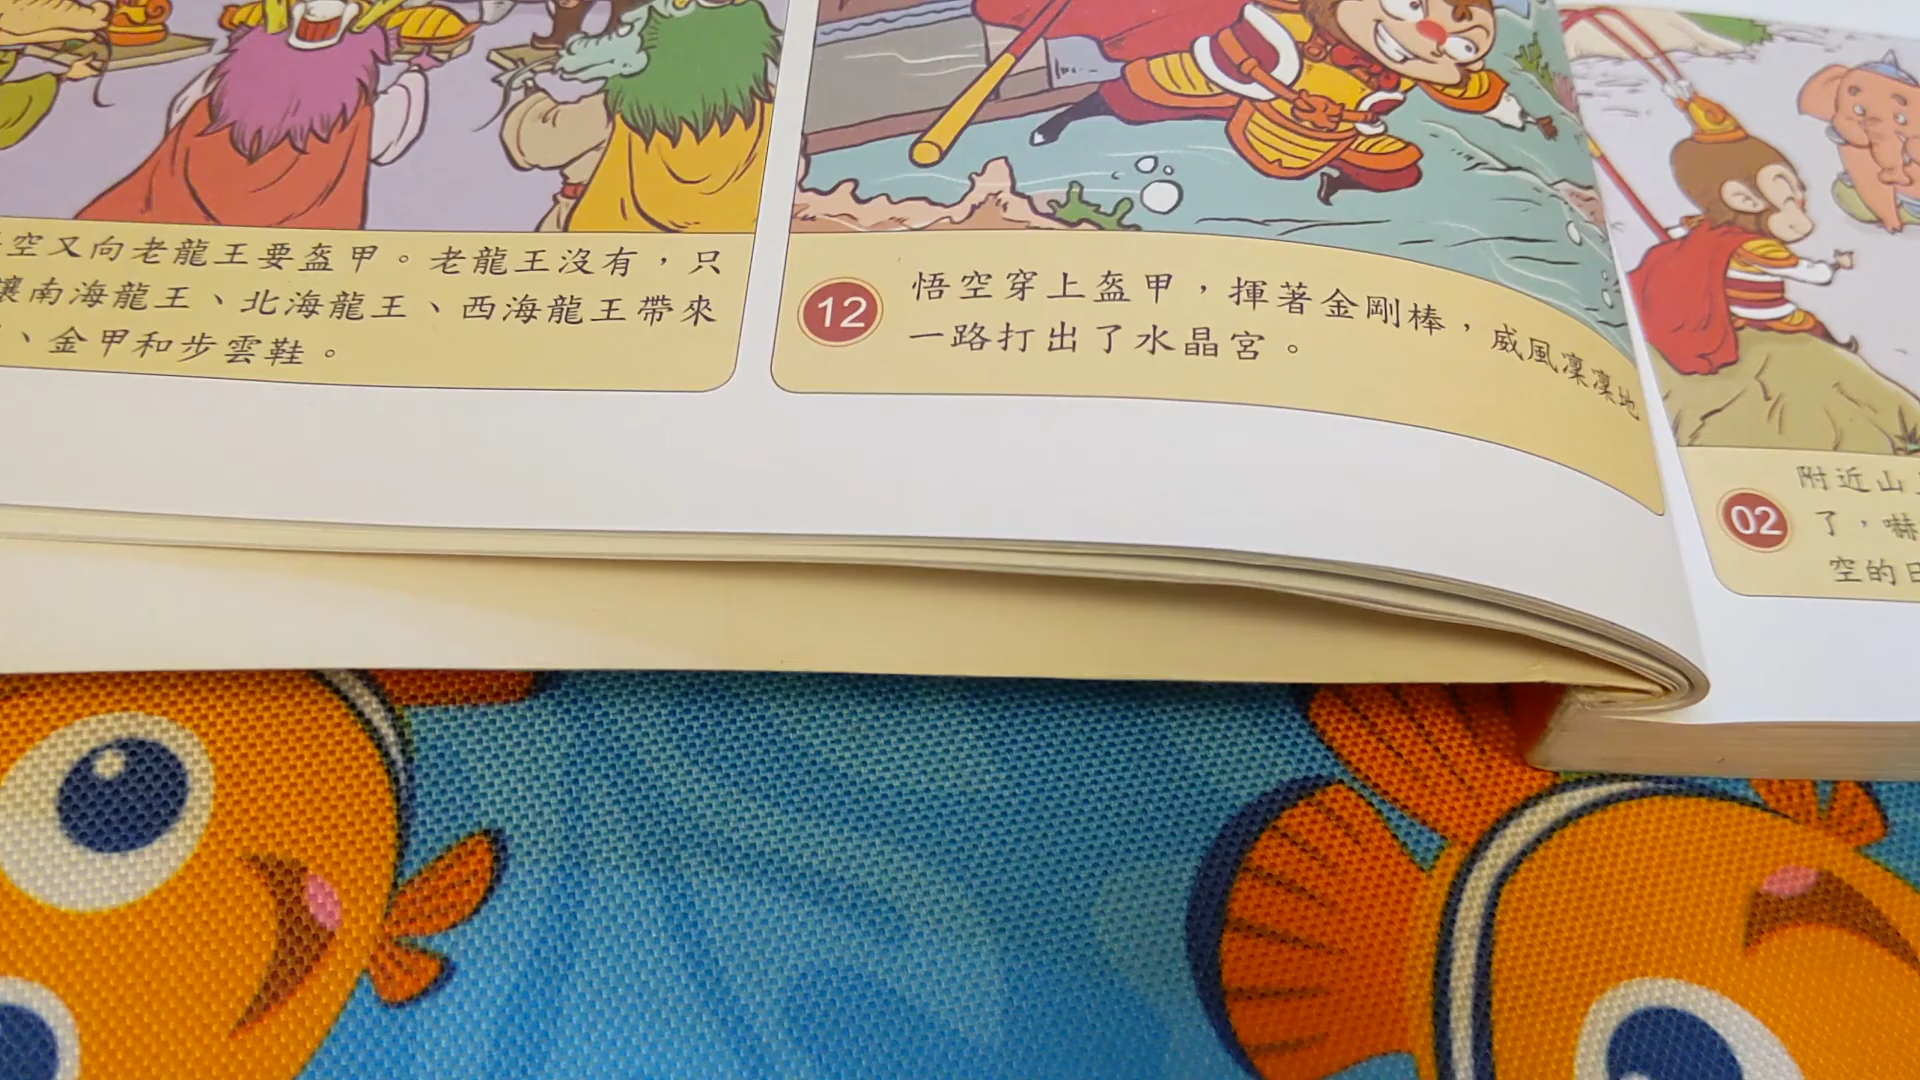 空又向老龍王要盔甲。老龍王沒有，只
讓南海龍王、北海龍王、西海龍王帶來
、金甲和步雲鞋。
12
悟空穿上盔甲，揮著金剛棒，威風凜凜地
一路打出了水晶宮。
02
附近山
了，嚇
空的日